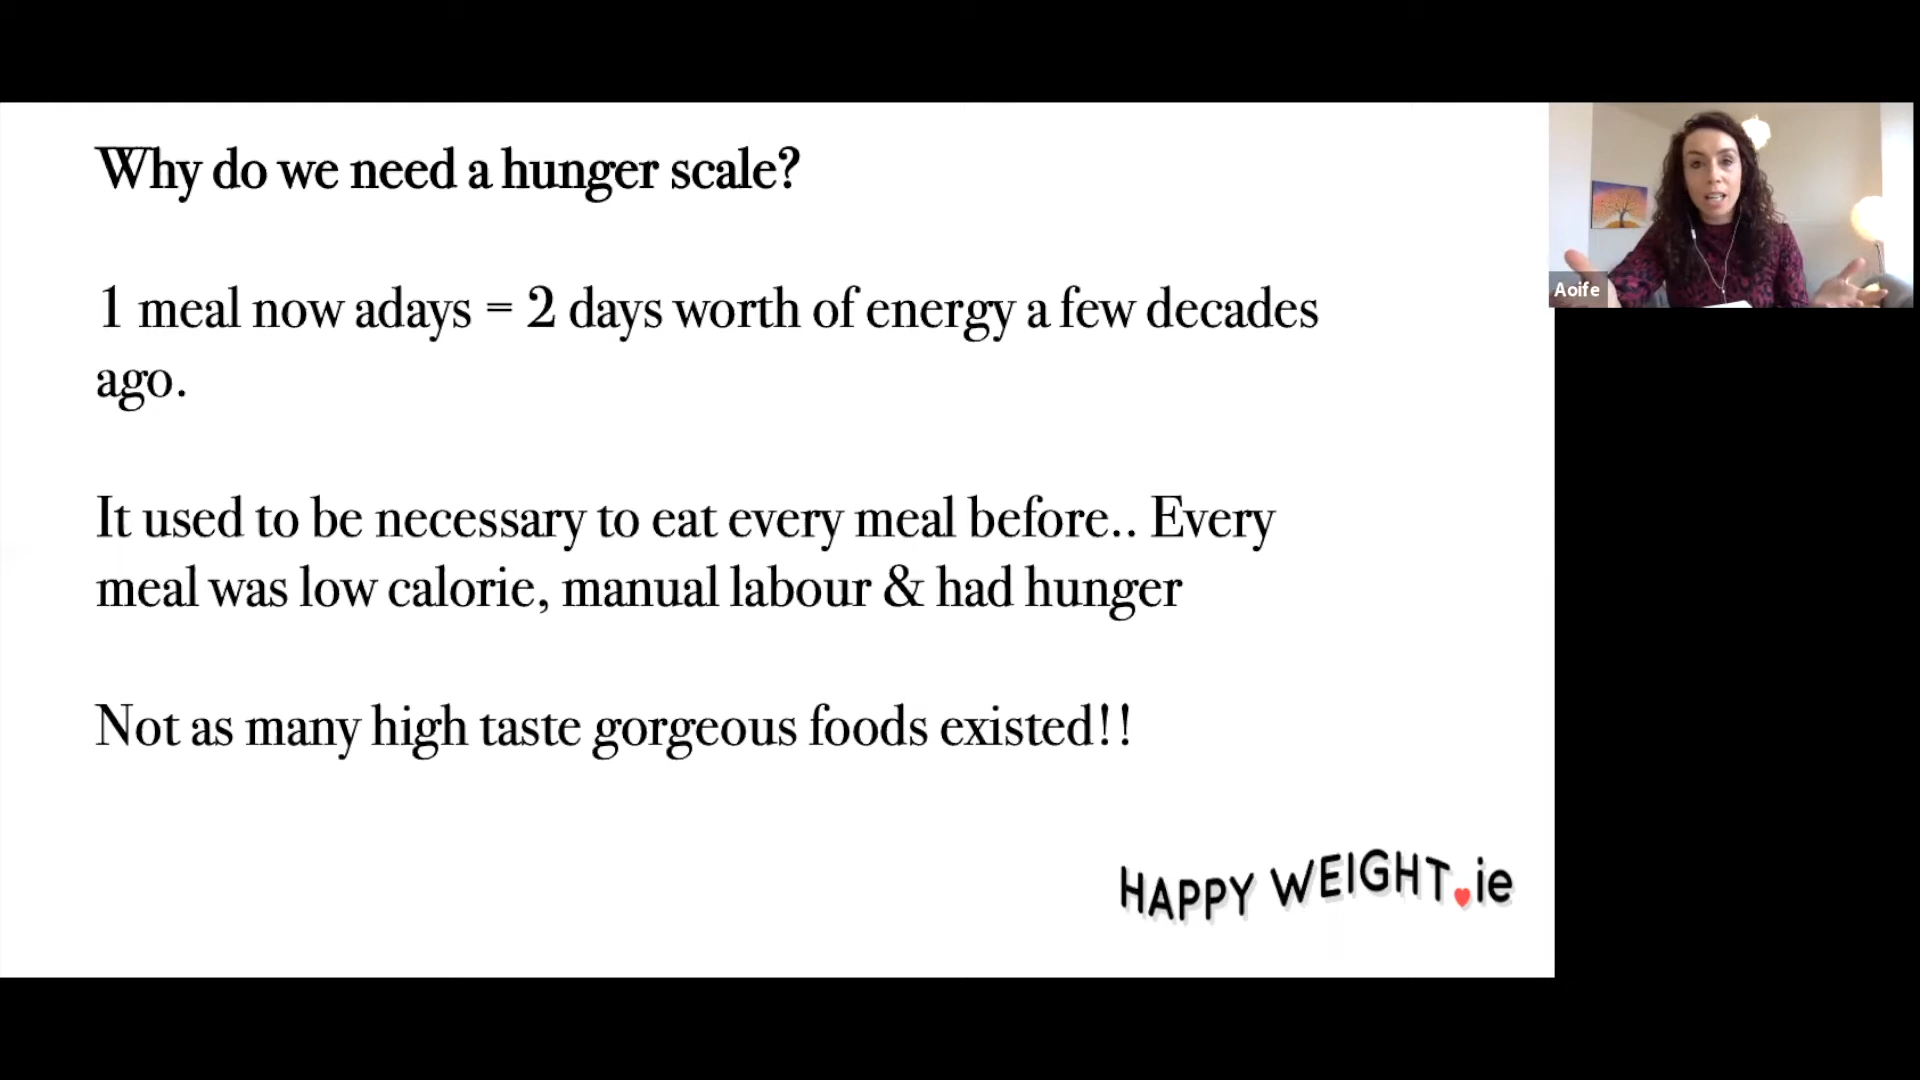 Why do we need a hunger scale?
1 meal now adays = 2 days worth of energy a few decades
ago.
It used to be necessary to eat every meal before.. Every
meal was low calorie, manual labour & had hunger
Not as many high taste gorgeous foods existed!!
HAPPY WEIGHT.ie
Aoife